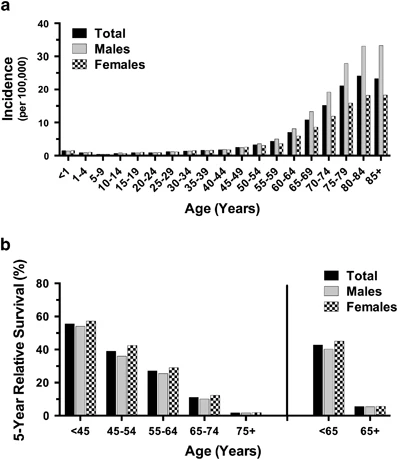 a
Total
Males
Females
Incidence
(per 100,000)
40
30
20
10
0
<1
1-4
5-9
10-14
15-19
20-24
25-29
30-34
35-39
40-44
45-49
50-54
55-59
60-64
65-69
70-74
75-79
80-84
85+
Age (Years)
b
5-Year Relative Survival (%)
80
60
40
20
0
Total
Males
Females
<45
45-54
55-64
65-74
75+
<65
65+
Age (Years)